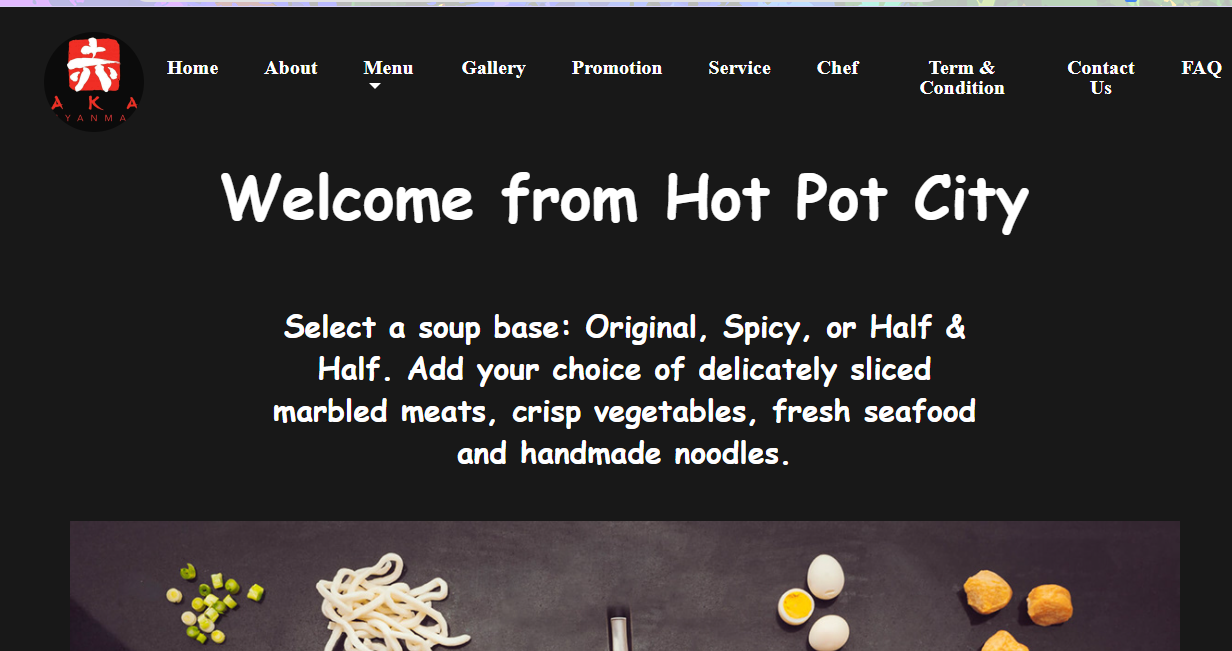 赤
AKA
YANMA
Home About Menu Gallery Promotion Service Chef Term & Condition Contact Us FAQ
Welcome from Hot Pot City
Select a soup base: Original, Spicy, or Half &
Half. Add your choice of delicately sliced
marbled meats, crisp vegetables, fresh seafood
and handmade noodles.